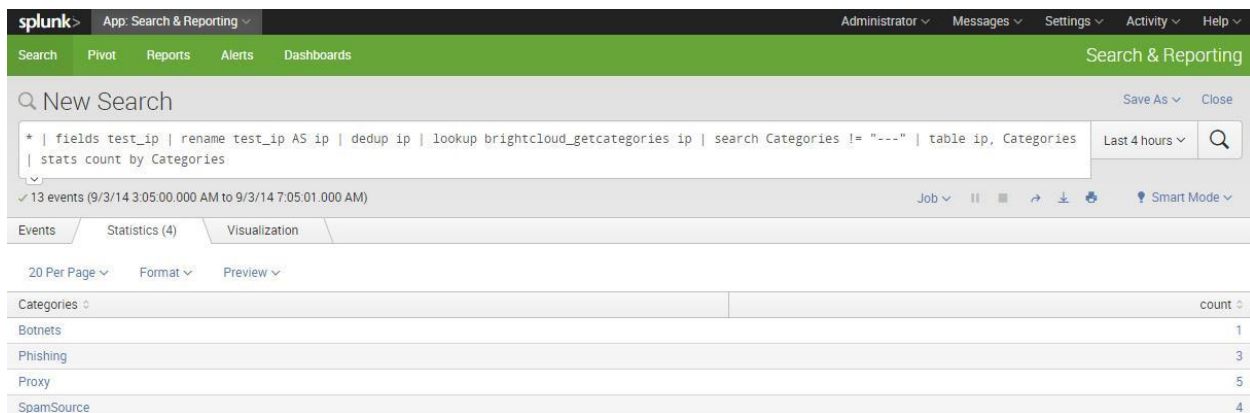 splunk> App: Search & Reporting Administrator Messages Settings Activity Help
Search Pivot Reports Alerts Dashboards Search & Reporting
New Search Save As Close
* | fields test_ip | rename test_ip AS ip | dedup ip | lookup brightcloud_getcategories ip | search Categories != "---" | table ip, Categories
| stats count by Categories
Last 4 hours
13 events (9/3/14 3:05:00.000 AM to 9/3/14 7:05:01.000 AM) Job Smart Mode
Events Statistics (4) Visualization
20 Per Page Format Preview
Categories count
Botnets 1
Phishing 3
Proxy 5
SpamSource 4